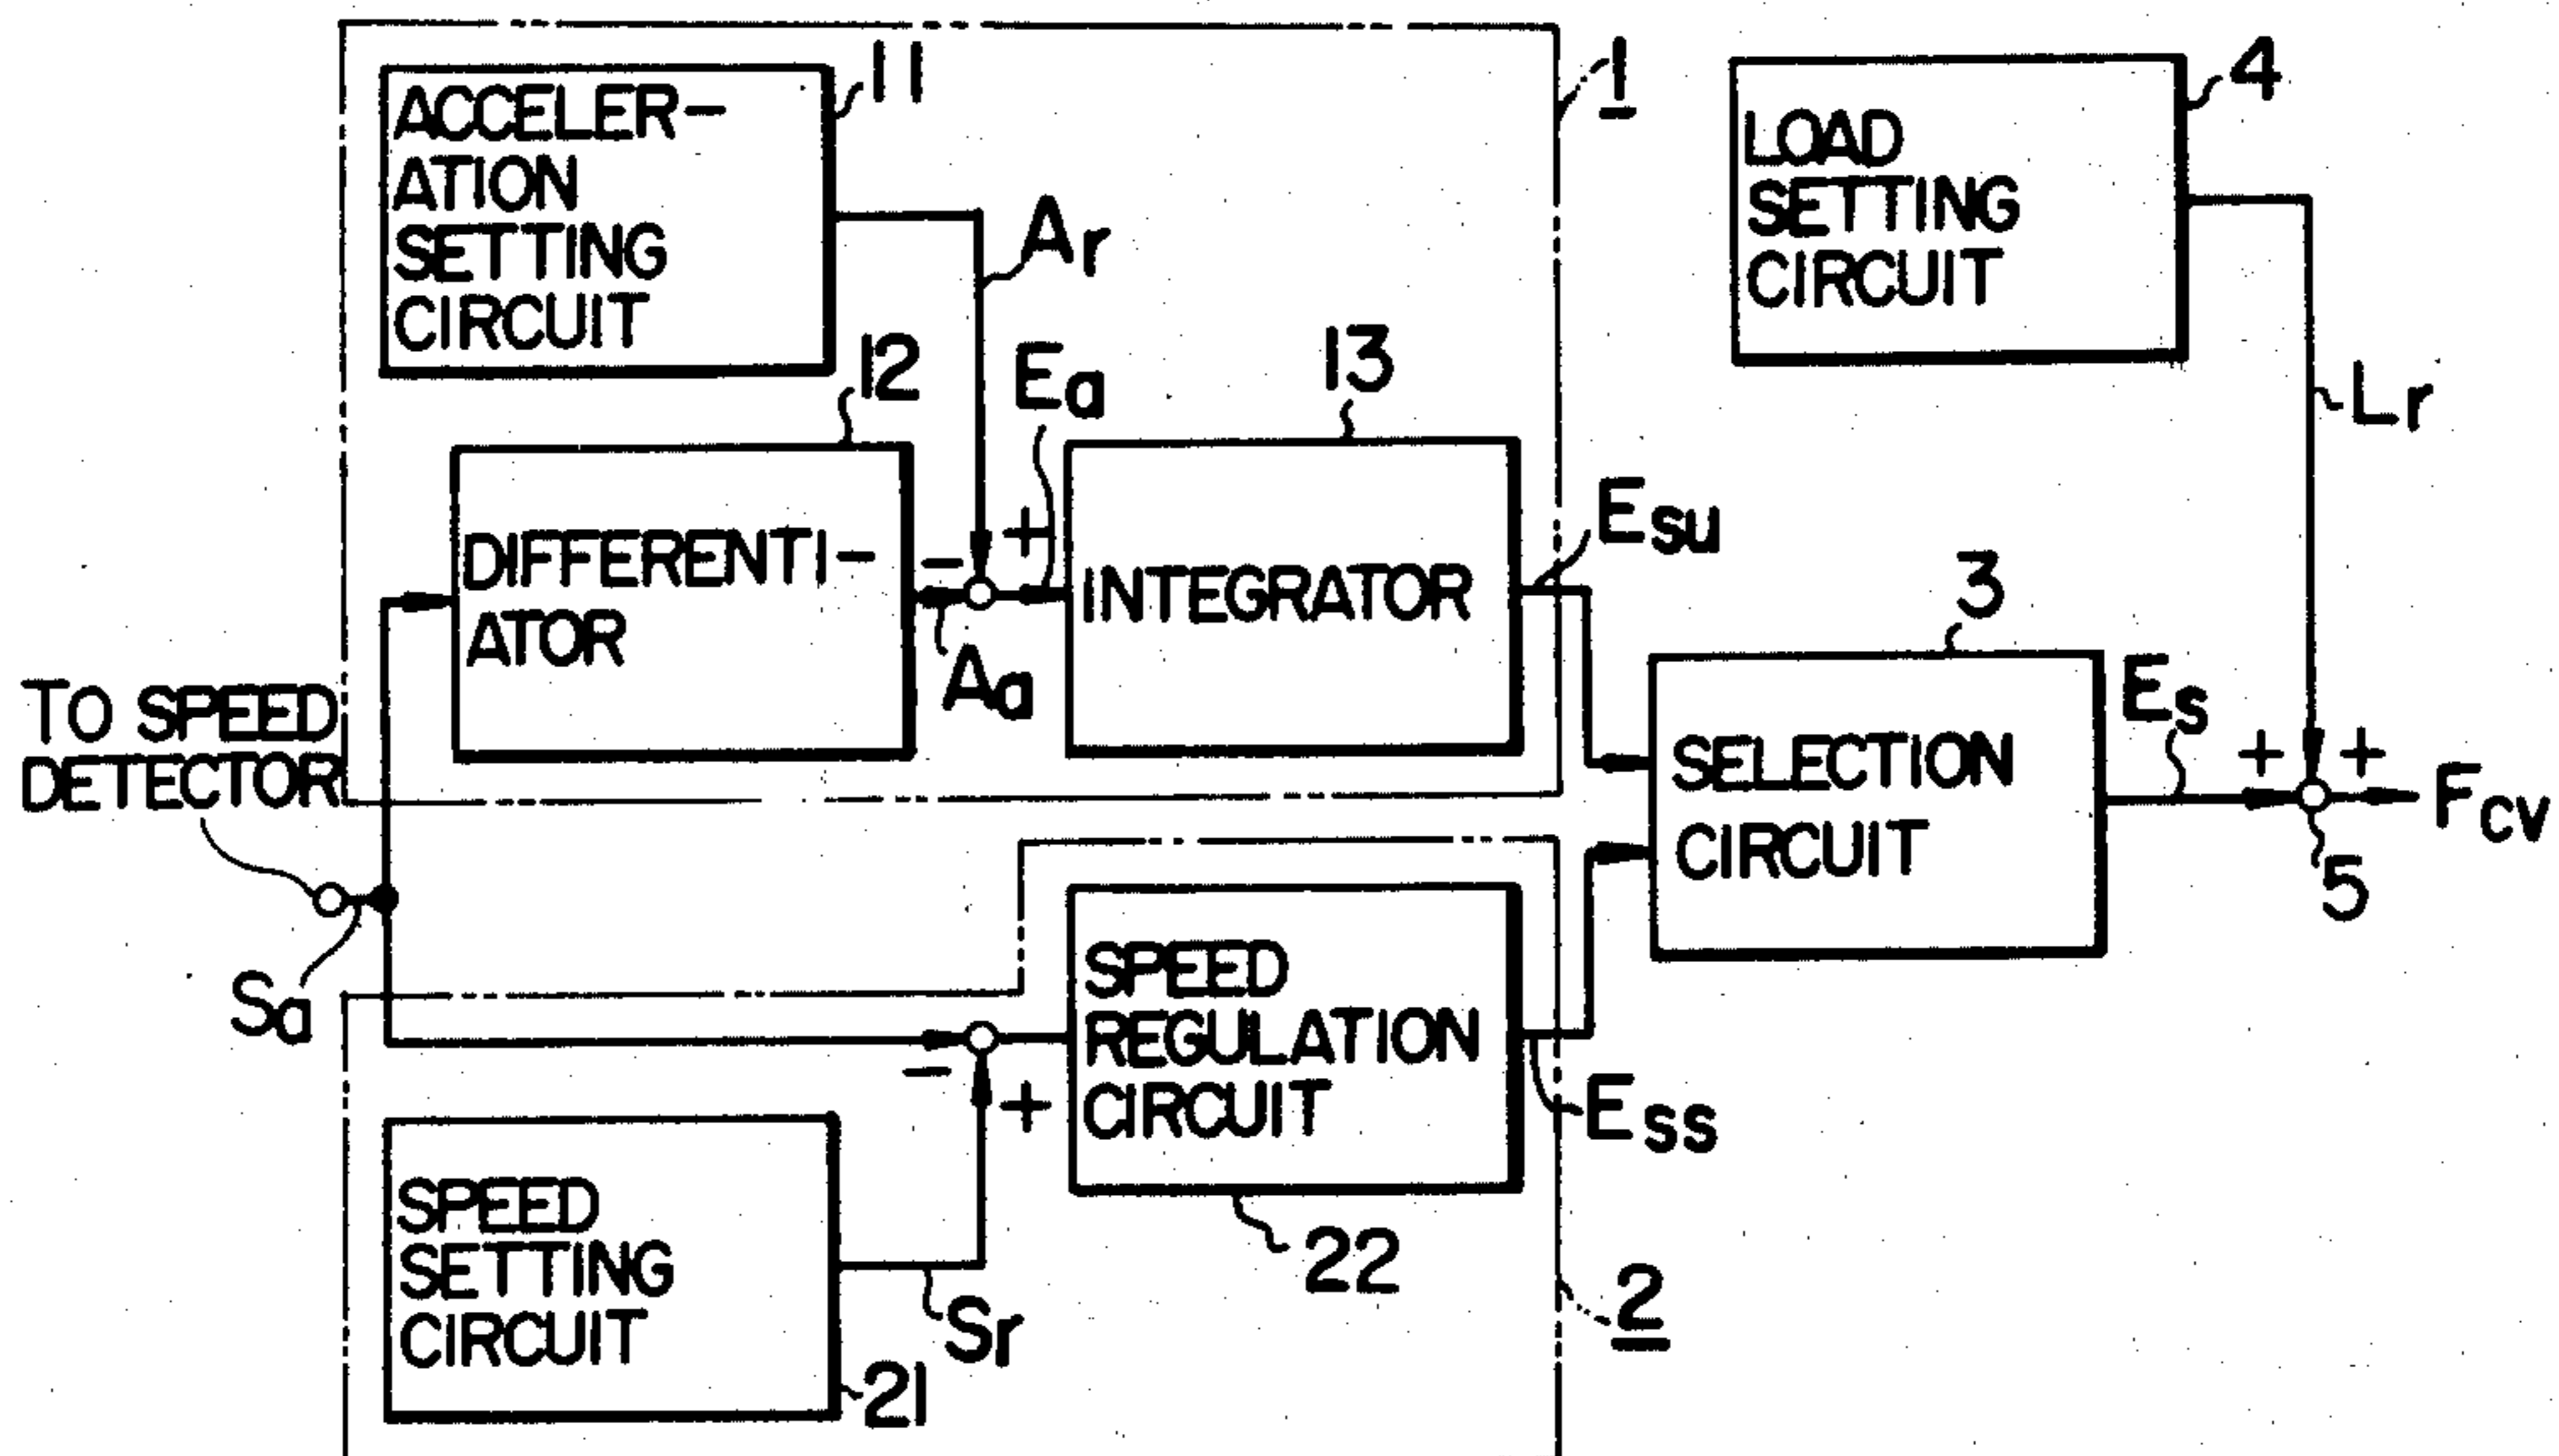 ACCELER-
ATION
SETTING
CIRCUIT
11
1
LOAD
SETTING
CIRCUIT
4
Ar
12
Ea
13
Lr
DIFFERENTI-
ATOR
- +
Aa
INTEGRATOR
Esu
3
TO SPEED
DETECTOR
SELECTION
CIRCUIT
Es
+ +
Fcv
5
Sa
SPEED
REGULATION
CIRCUIT
-
+
Ess
22
SPEED
SETTING
CIRCUIT
Sr
21
2